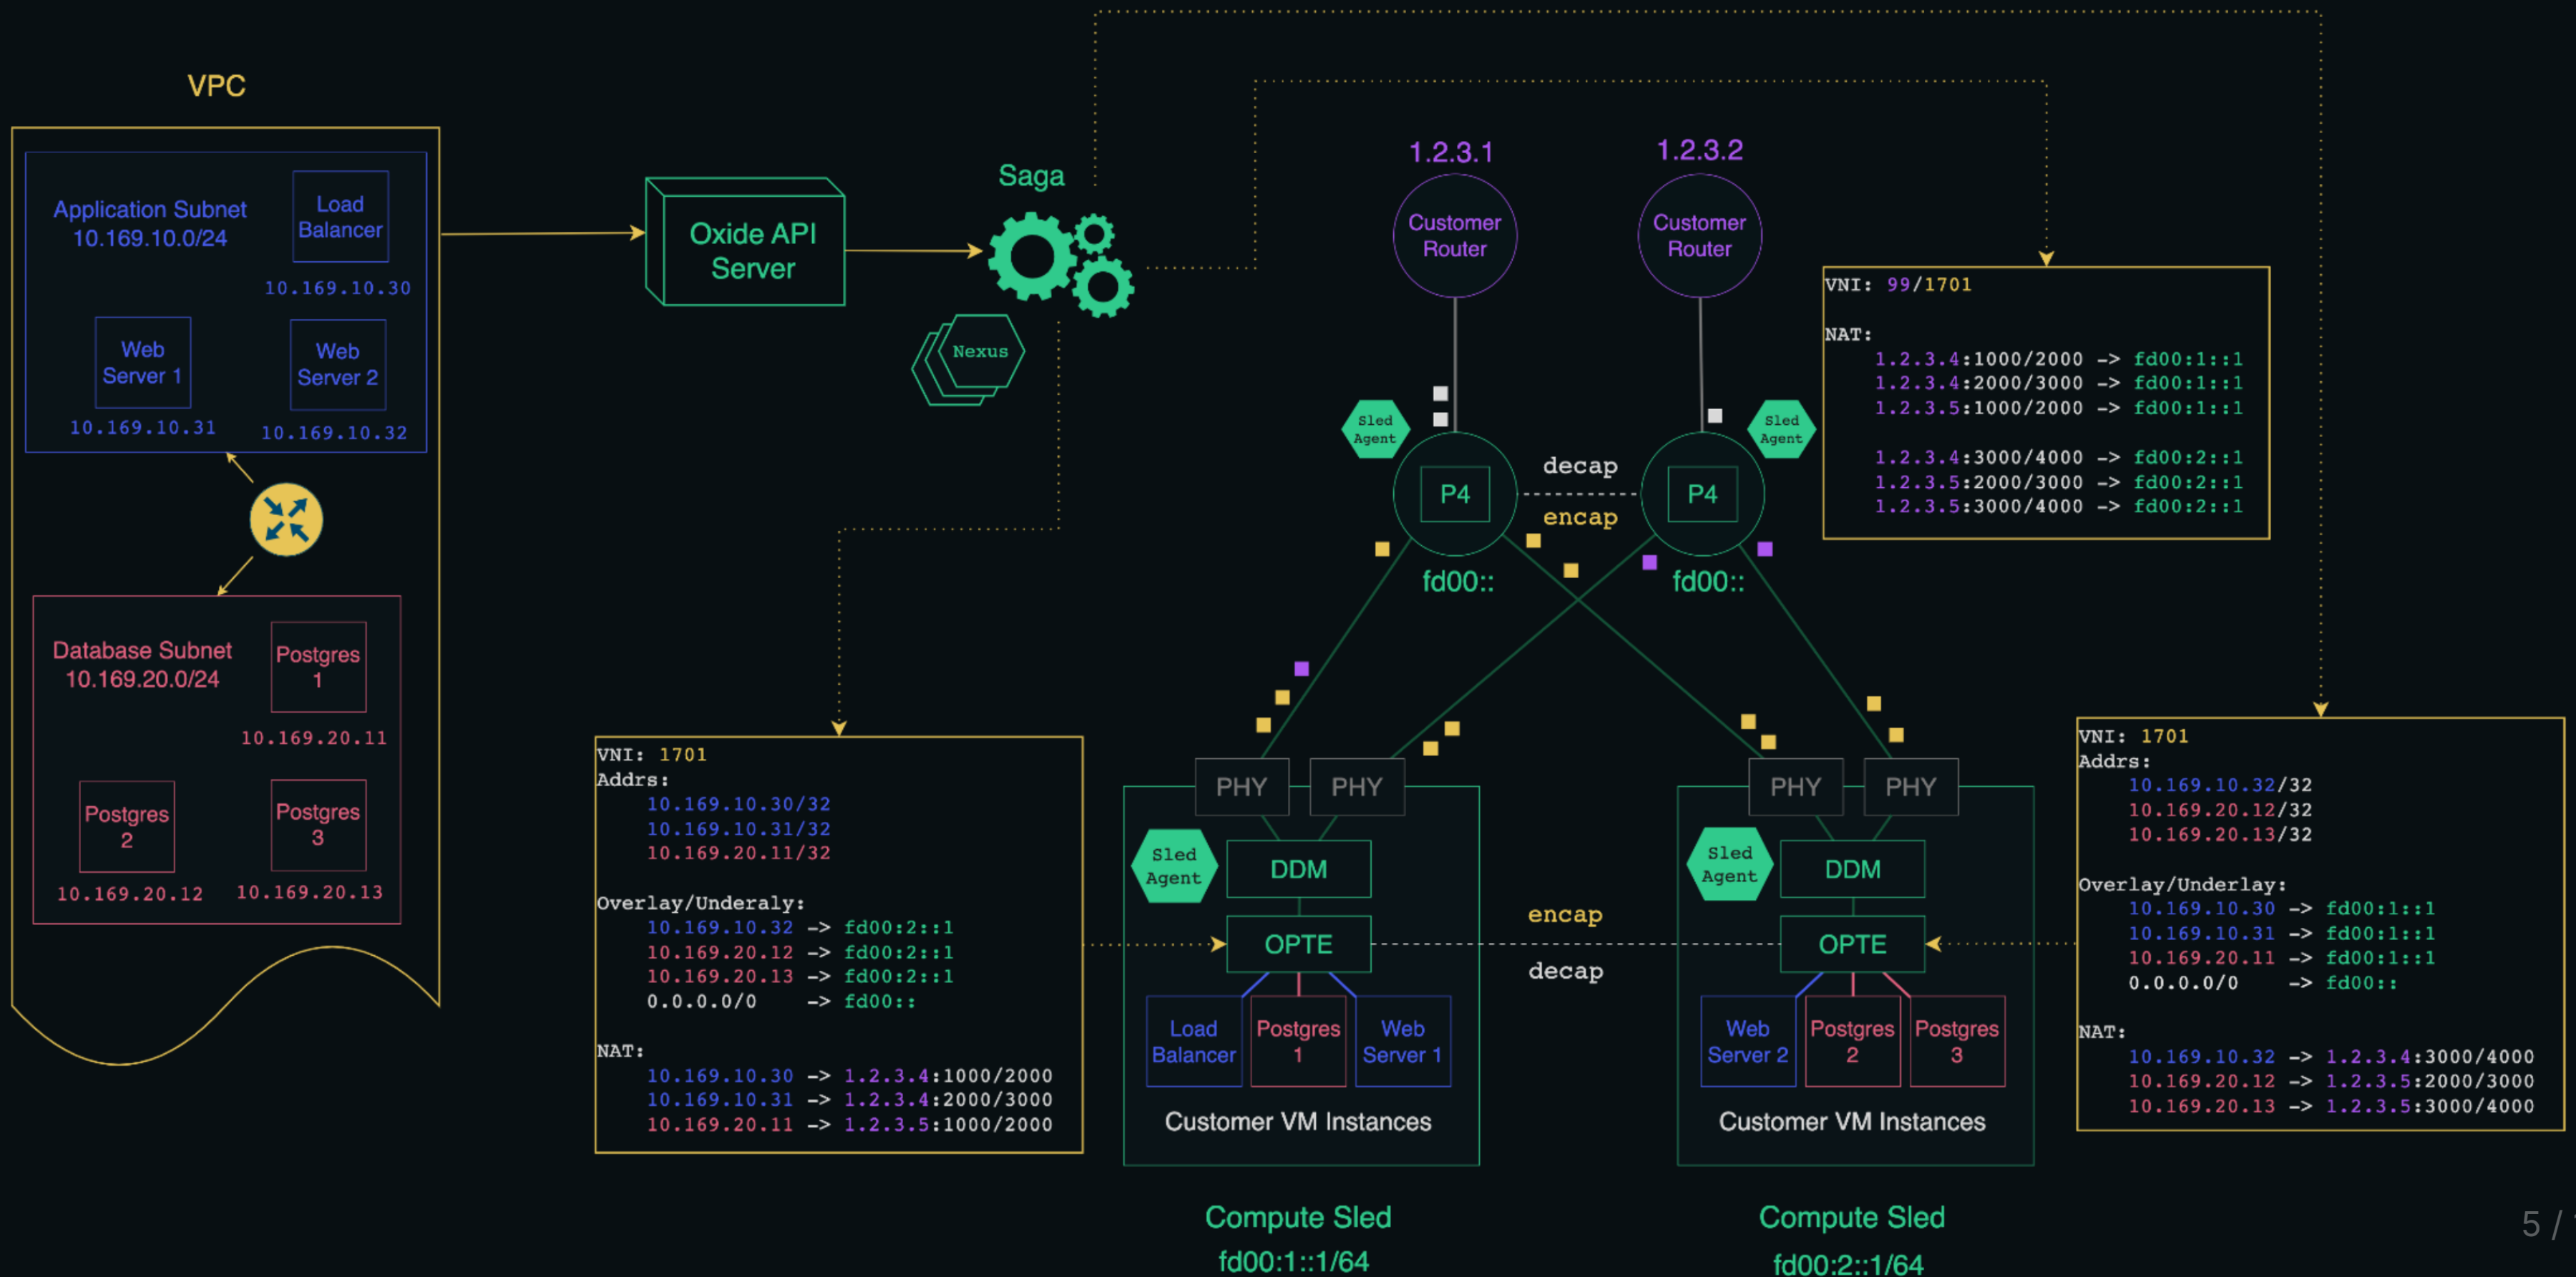 VPC
Application Subnet
10.169.10.0/24
Load
Balancer
10.169.10.30
Web
Server 1
10.169.10.31
Web
Server 2
10.169.10.32
Database Subnet
10.169.20.0/24
Postgres
1
10.169.20.11
Postgres
2
10.169.20.12
Postgres
3
10.169.20.13
Oxide API
Server
Saga
Nexus
1.2.3.1
Customer
Router
1.2.3.2
Customer
Router
Sled
Agent
P4
fd00::
decap
encap
P4
fd00::
Sled
Agent
VNI: 99/1701
NAT:
1.2.3.4:1000/2000 -> fd00:1::1
1.2.3.4:2000/3000 -> fd00:1::1
1.2.3.5:1000/2000 -> fd00:1::1
1.2.3.4:3000/4000 -> fd00:2::1
1.2.3.5:2000/3000 -> fd00:2::1
1.2.3.5:3000/4000 -> fd00:2::1
VNI: 1701
Addrs:
10.169.10.30/32
10.169.10.31/32
10.169.20.11/32
Overlay/Underaly:
10.169.10.32 -> fd00:2::1
10.169.20.12 -> fd00:2::1
10.169.20.13 -> fd00:2::1
0.0.0.0/0 -> fd00::
NAT:
10.169.10.30 -> 1.2.3.4:1000/2000
10.169.10.31 -> 1.2.3.4:2000/3000
10.169.20.11 -> 1.2.3.5:1000/2000
PHY
PHY
Sled
Agent
DDM
OPTE
Load
Balancer
Postgres
1
Web
Server 1
Customer VM Instances
Compute Sled
fd00:1::1/64
encap
decap
PHY
PHY
Sled
Agent
DDM
OPTE
Web
Server 2
Postgres
2
Postgres
3
Customer VM Instances
Compute Sled
fd00:2::1/64
VNI: 1701
Addrs:
10.169.10.32/32
10.169.20.12/32
10.169.20.13/32
Overlay/Underlay:
10.169.10.30 -> fd00:1::1
10.169.10.31 -> fd00:1::1
10.169.20.11 -> fd00:1::1
0.0.0.0/0 -> fd00::
NAT:
10.169.10.32 -> 1.2.3.4:3000/4000
10.169.20.12 -> 1.2.3.5:2000/3000
10.169.20.13 -> 1.2.3.5:3000/4000
5 /